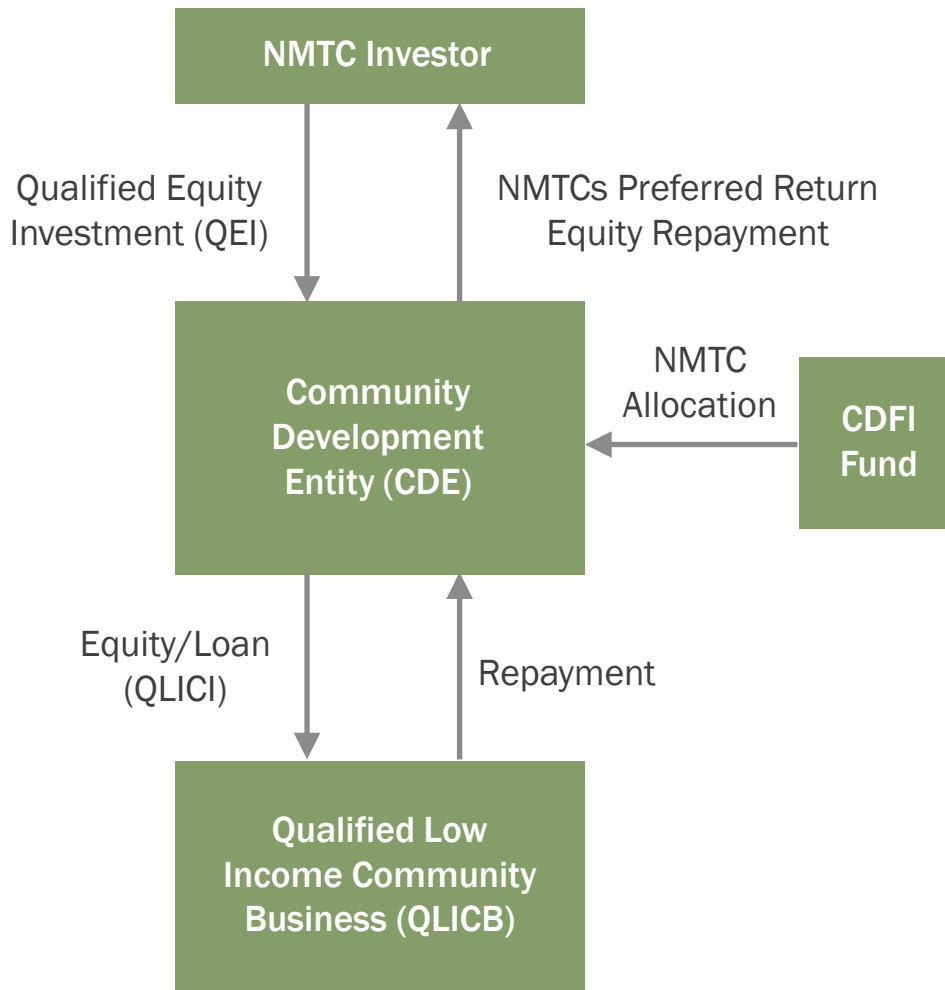 NMTC Investor
Qualified Equity
Investment (QEI)
NMTCs Preferred Return
Equity Repayment
Community
Development
Entity (CDE)
NMTC
Allocation
CDFI
Fund
Equity/Loan
(QLICI)
Repayment
Qualified Low
Income Community
Business (QLICB)